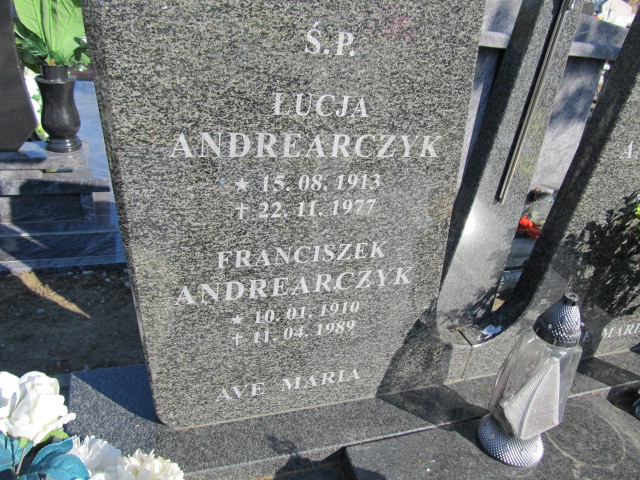 Ś.P.
ŁUCJA
ANDREARCZYK
★ 15. 08. 1913
† 22. 11. 1977
FRANCISZEK
ANDREARCZYK
★ 10. 01. 1910
† 11. 04. 1989
AVE MARIA